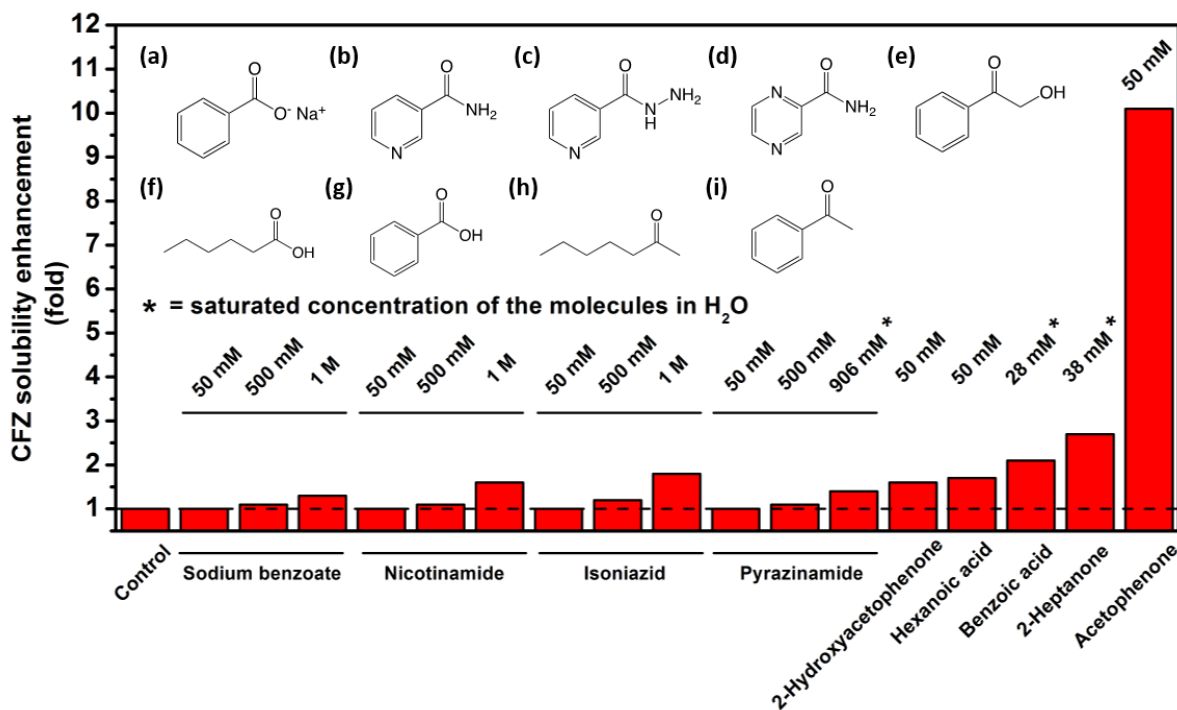 CFZ solubility enhancement
(fold)
12
11
10
9
8
7
6
5
4
3
2
1
(a)
O
O⁻ Na⁺
(b)
O
NH₂
N
(c)
O
NH₂
N
H
N
(d)
N
O
NH₂
N
(e)
O
OH
(f)
O
OH
(g)
O
OH
(h)
O
(i)
O
* = saturated concentration of the molecules in H₂O
50 mM
500 mM
1 M
50 mM
500 mM
1 M
50 mM
500 mM
1 M
50 mM
500 mM
906 mM*
50 mM
50 mM
28 mM*
38 mM*
50 mM
Control
Sodium benzoate
Nicotinamide
Isoniazid
Pyrazinamide
2-Hydroxyacetophenone
Hexanoic acid
Benzoic acid
2-Heptanone
Acetophenone